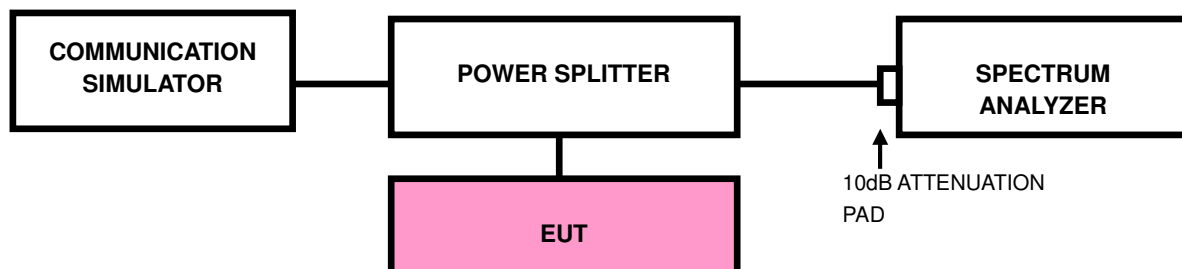 COMMUNICATION
SIMULATOR
POWER SPLITTER
SPECTRUM
ANALYZER
10dB ATTENUATION
PAD
EUT